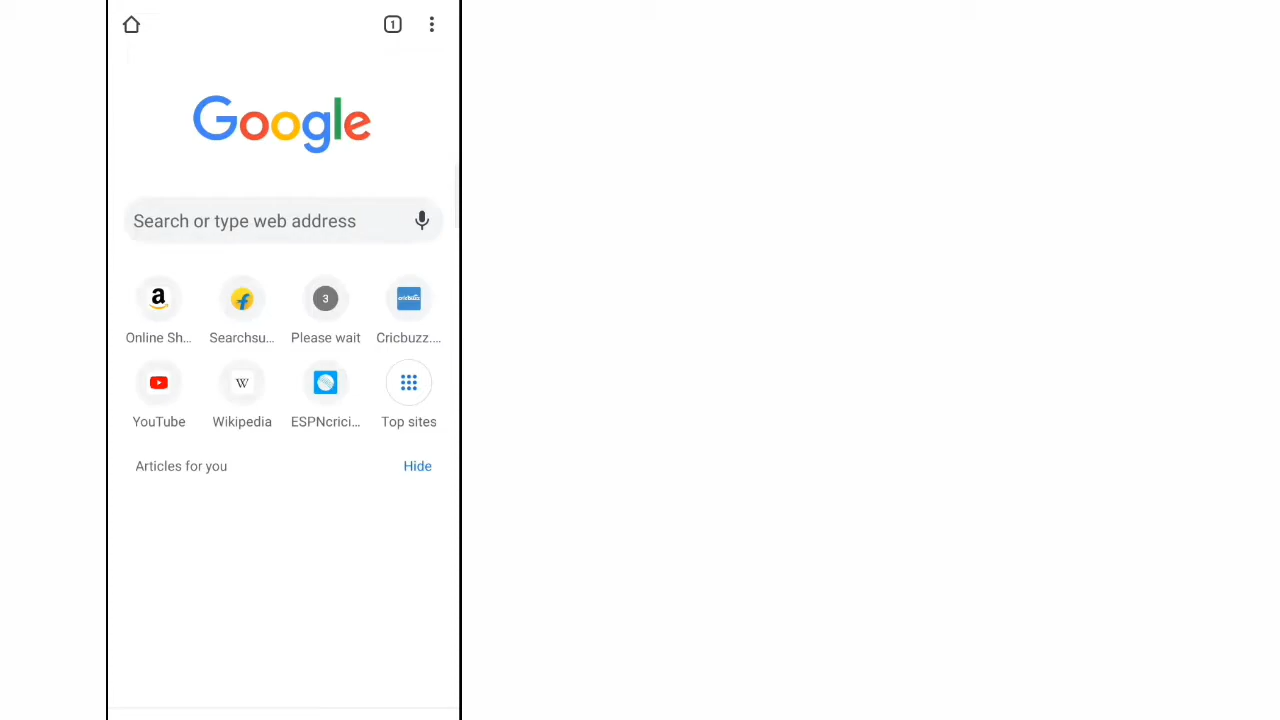 1
Google
Search or type web address
a
f
3
cricbuzz
Online Sh...
Searchsu...
Please wait
Cricbuzz....
W
YouTube
Wikipedia
ESPNcrici...
Top sites
Articles for you
Hide